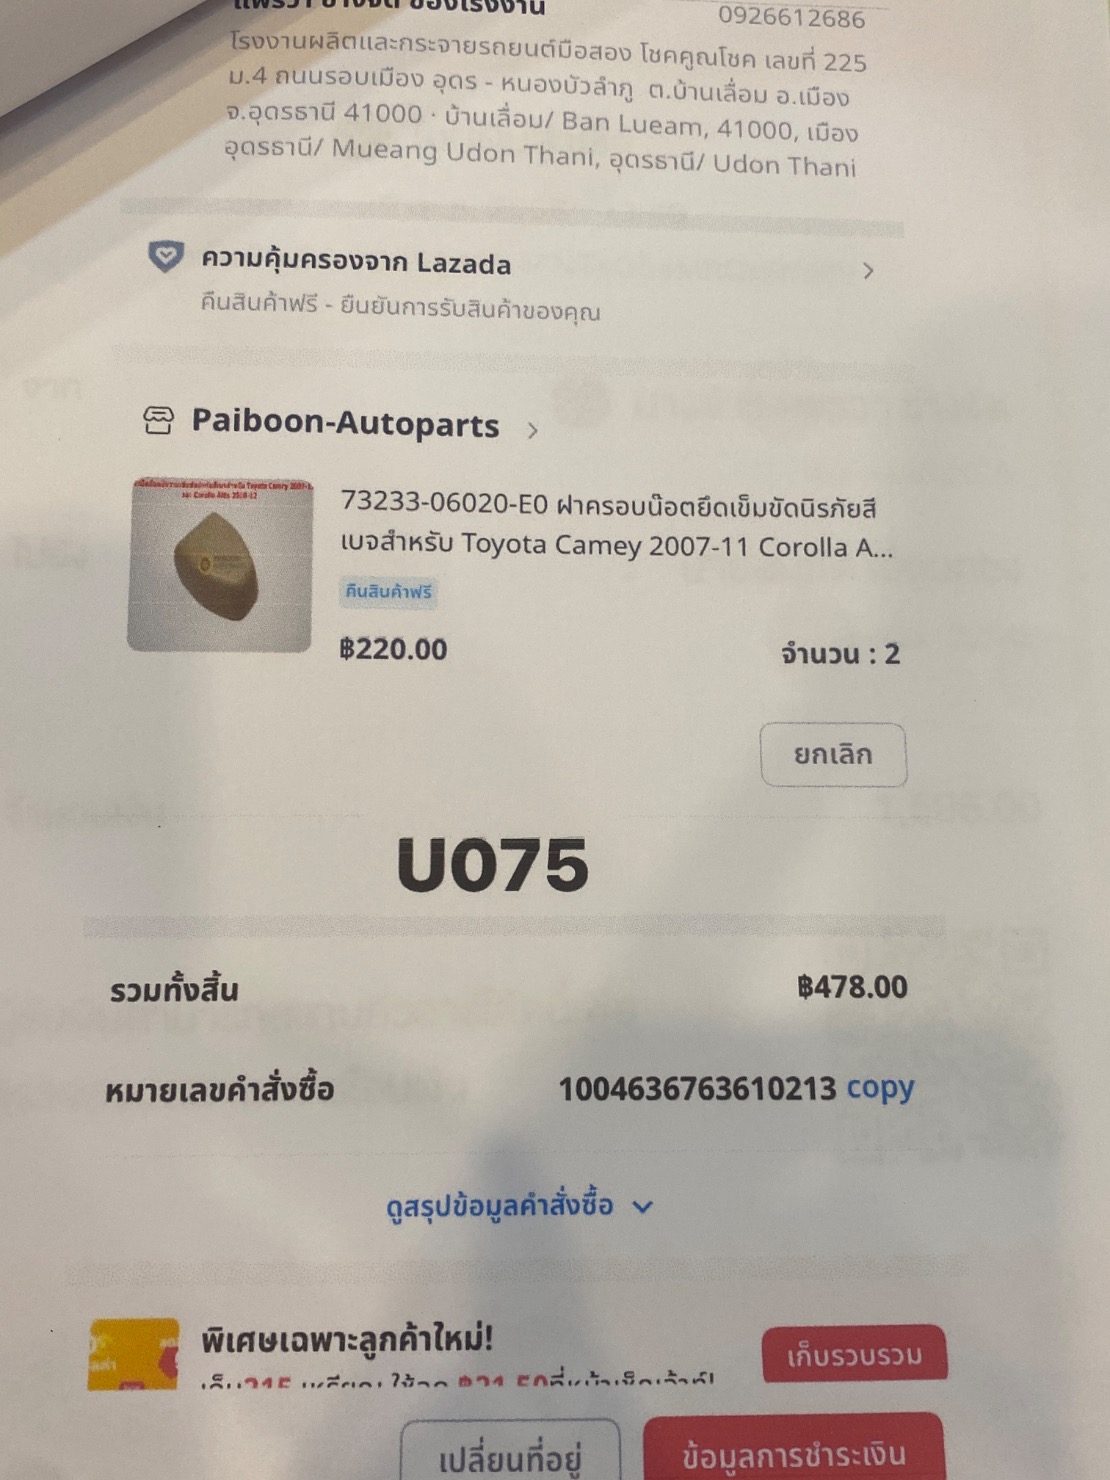 ของโรงงาน
0926612686
โรงงานผลิตและกระจายรถยนต์มือสอง โชคคูณโชค เลขที่ 225
ม.4 ถนนรอบเมือง อุดร - หนองบัวลำภู ต.บ้านเลื่อม อ.เมือง
จ.อุดรธานี 41000 · บ้านเลื่อม/ Ban Lueam, 41000, เมือง
อุดรธานี/ Mueang Udon Thani, อุดรธานี/ Udon Thani
ความคุ้มครองจาก Lazada
คืนสินค้าฟรี - ยืนยันการรับสินค้าของคุณ
Paiboon-Autoparts
73233-06020-E0 ฝาครอบน๊อตยึดเข็มขัดนิรภัยสี
เบจสำหรับ Toyota Camey 2007-11 Corolla A...
คืนสินค้าฟรี
฿220.00
จำนวน : 2
ยกเลิก
U075
รวมทั้งสิ้น
฿478.00
หมายเลขคำสั่งซื้อ
1004636763610213 copy
ดูสรุปข้อมูลคำสั่งซื้อ
พิเศษเฉพาะลูกค้าใหม่!
เก็บรวบรวม
เปลี่ยนที่อยู่
ข้อมูลการชำระเงิน